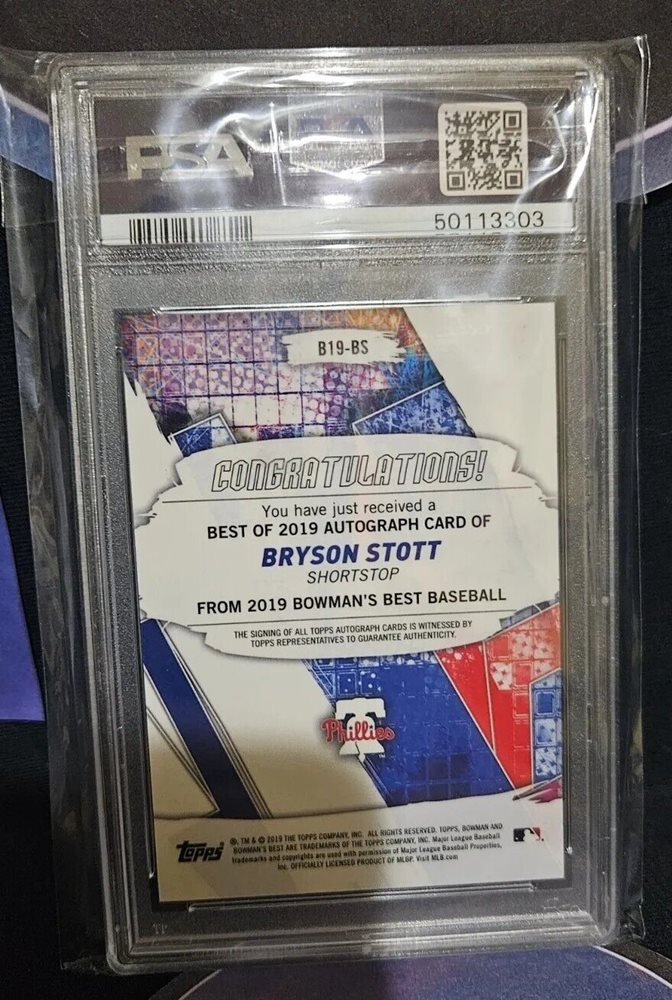 PSA
50113303
B19-BS
CONGRATULATIONS!
You have just received a
BEST OF 2019 AUTOGRAPH CARD OF
BRYSON STOTT
SHORTSTOP
FROM 2019 BOWMAN'S BEST BASEBALL
THE SIGNING OF ALL TOPPS AUTOGRAPH CARDS IS WITNESSED BY
TOPPS REPRESENTATIVES TO GUARANTEE AUTHENTICITY.
Phillies
TM
topps
®, TM & © 2019 THE TOPPS COMPANY, INC. ALL RIGHTS RESERVED. TOPPS, BOWMAN AND
BOWMAN'S BEST ARE TRADEMARKS OF THE TOPPS COMPANY, INC. Major League Baseball
trademarks and copyrights are used with permission of Major League Baseball Properties,
Inc. OFFICIALLY LICENSED PRODUCT OF MLBP. Visit MLB.com